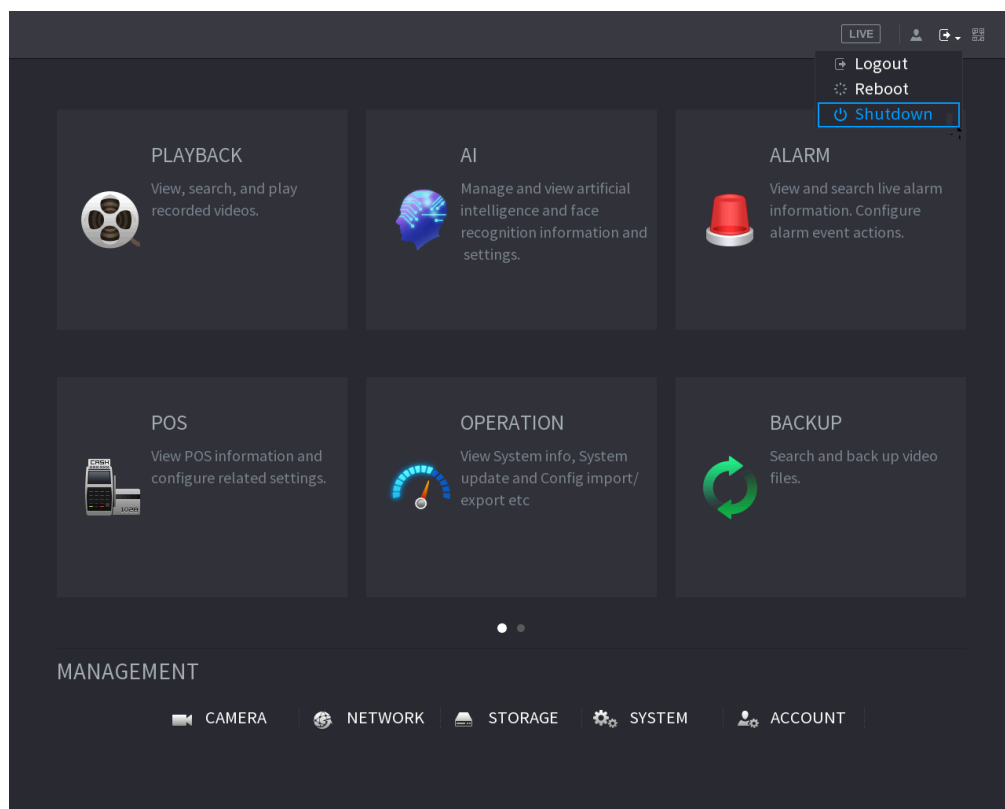 LIVE
Logout
Reboot
Shutdown
PLAYBACK
View, search, and play
recorded videos.
AI
Manage and view artificial
intelligence and face
recognition information and
settings.
ALARM
View and search live alarm
information. Configure
alarm event actions.
POS
View POS information and
configure related settings.
CASH
1028
OPERATION
View System info, System
update and Config import/
export etc
BACKUP
Search and back up video
files.
MANAGEMENT
CAMERA
NETWORK
STORAGE
SYSTEM
ACCOUNT